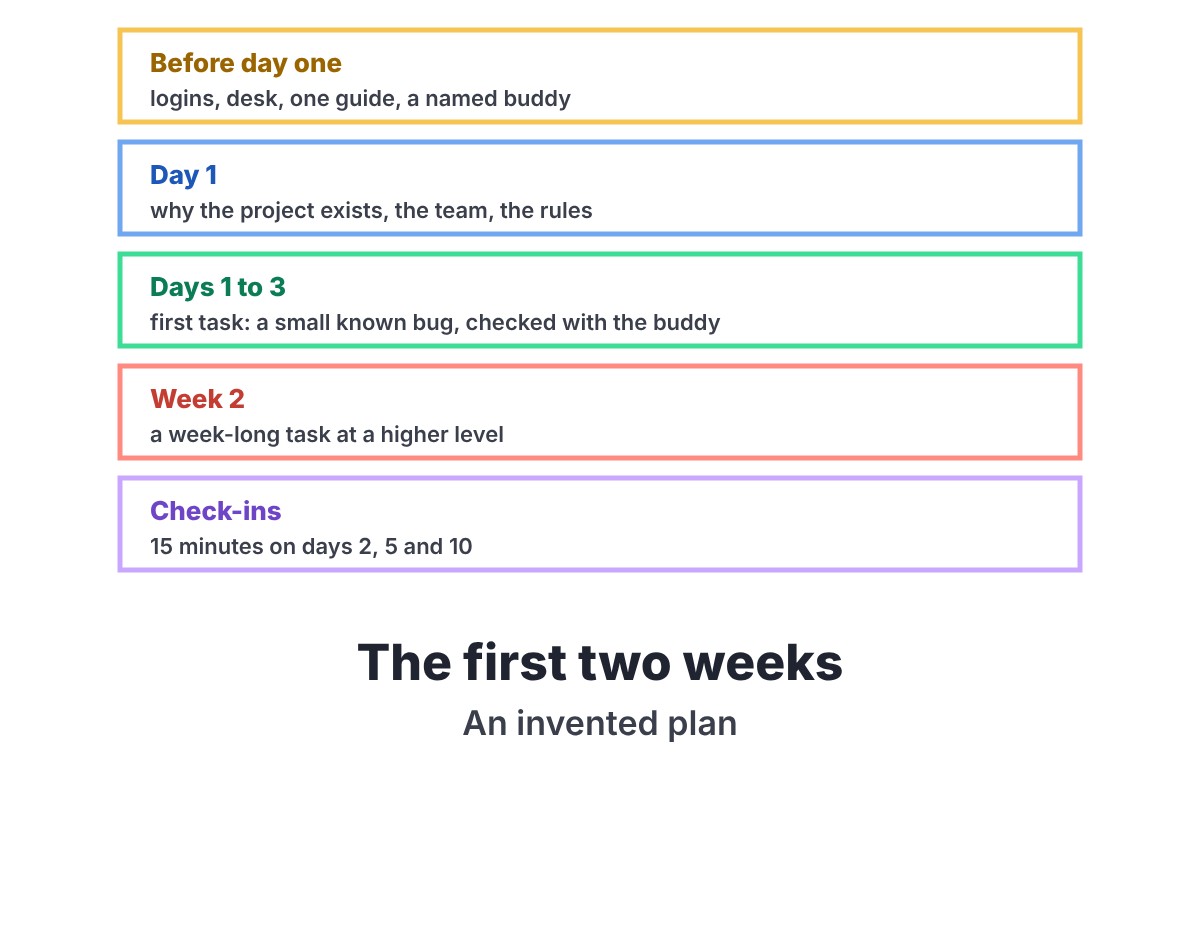 Before day one
logins, desk, one guide, a named buddy
Day 1
why the project exists, the team, the rules
Days 1 to 3
first task: a small known bug, checked with the buddy
Week 2
a week-long task at a higher level
Check-ins
15 minutes on days 2, 5 and 10
The first two weeks
An invented plan